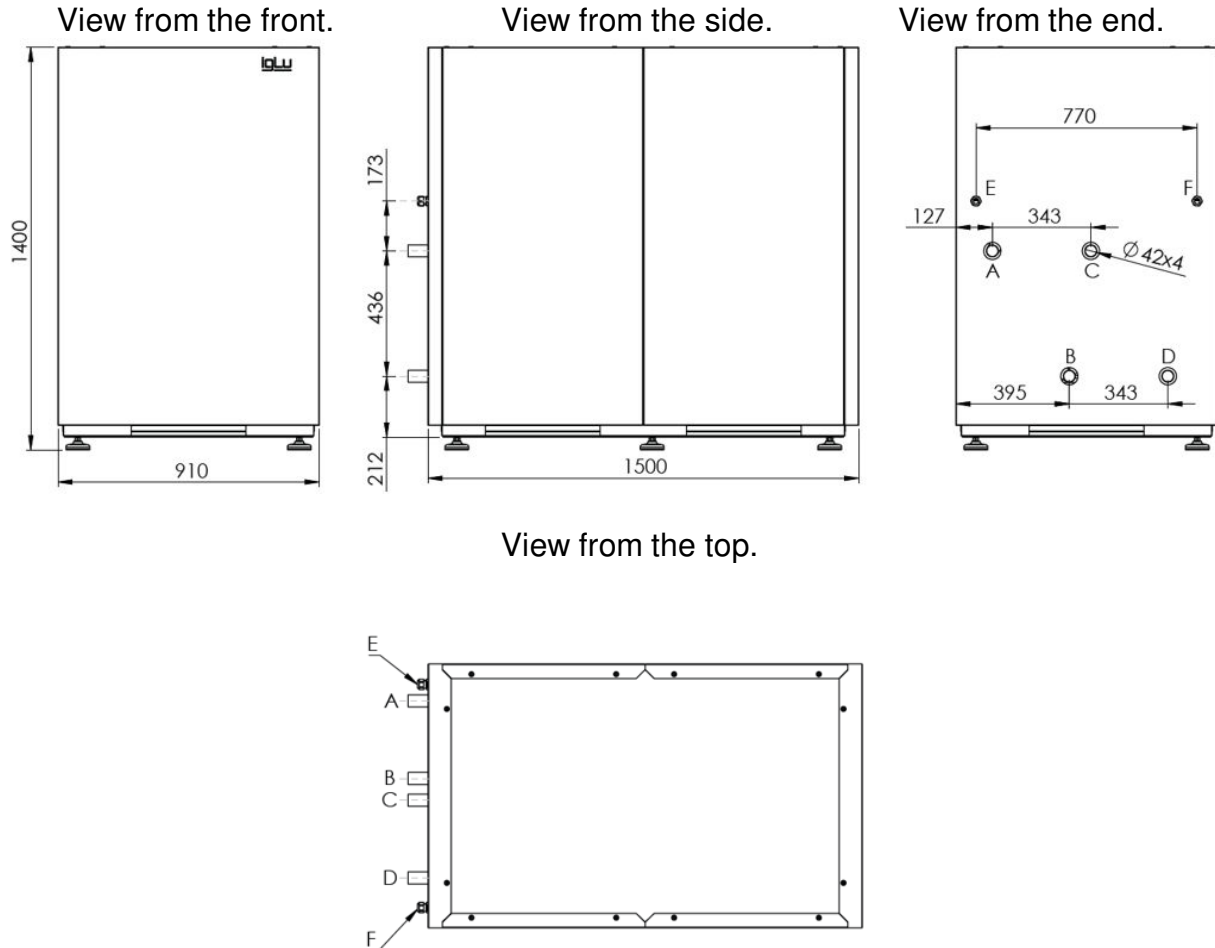 View from the front.
View from the side.
View from the end.
igLu
1400
910
173
436
212
1500
770
E
F
127
343
A
C
Ø 42x4
B
D
395
343
View from the top.
E
A
B
C
D
F